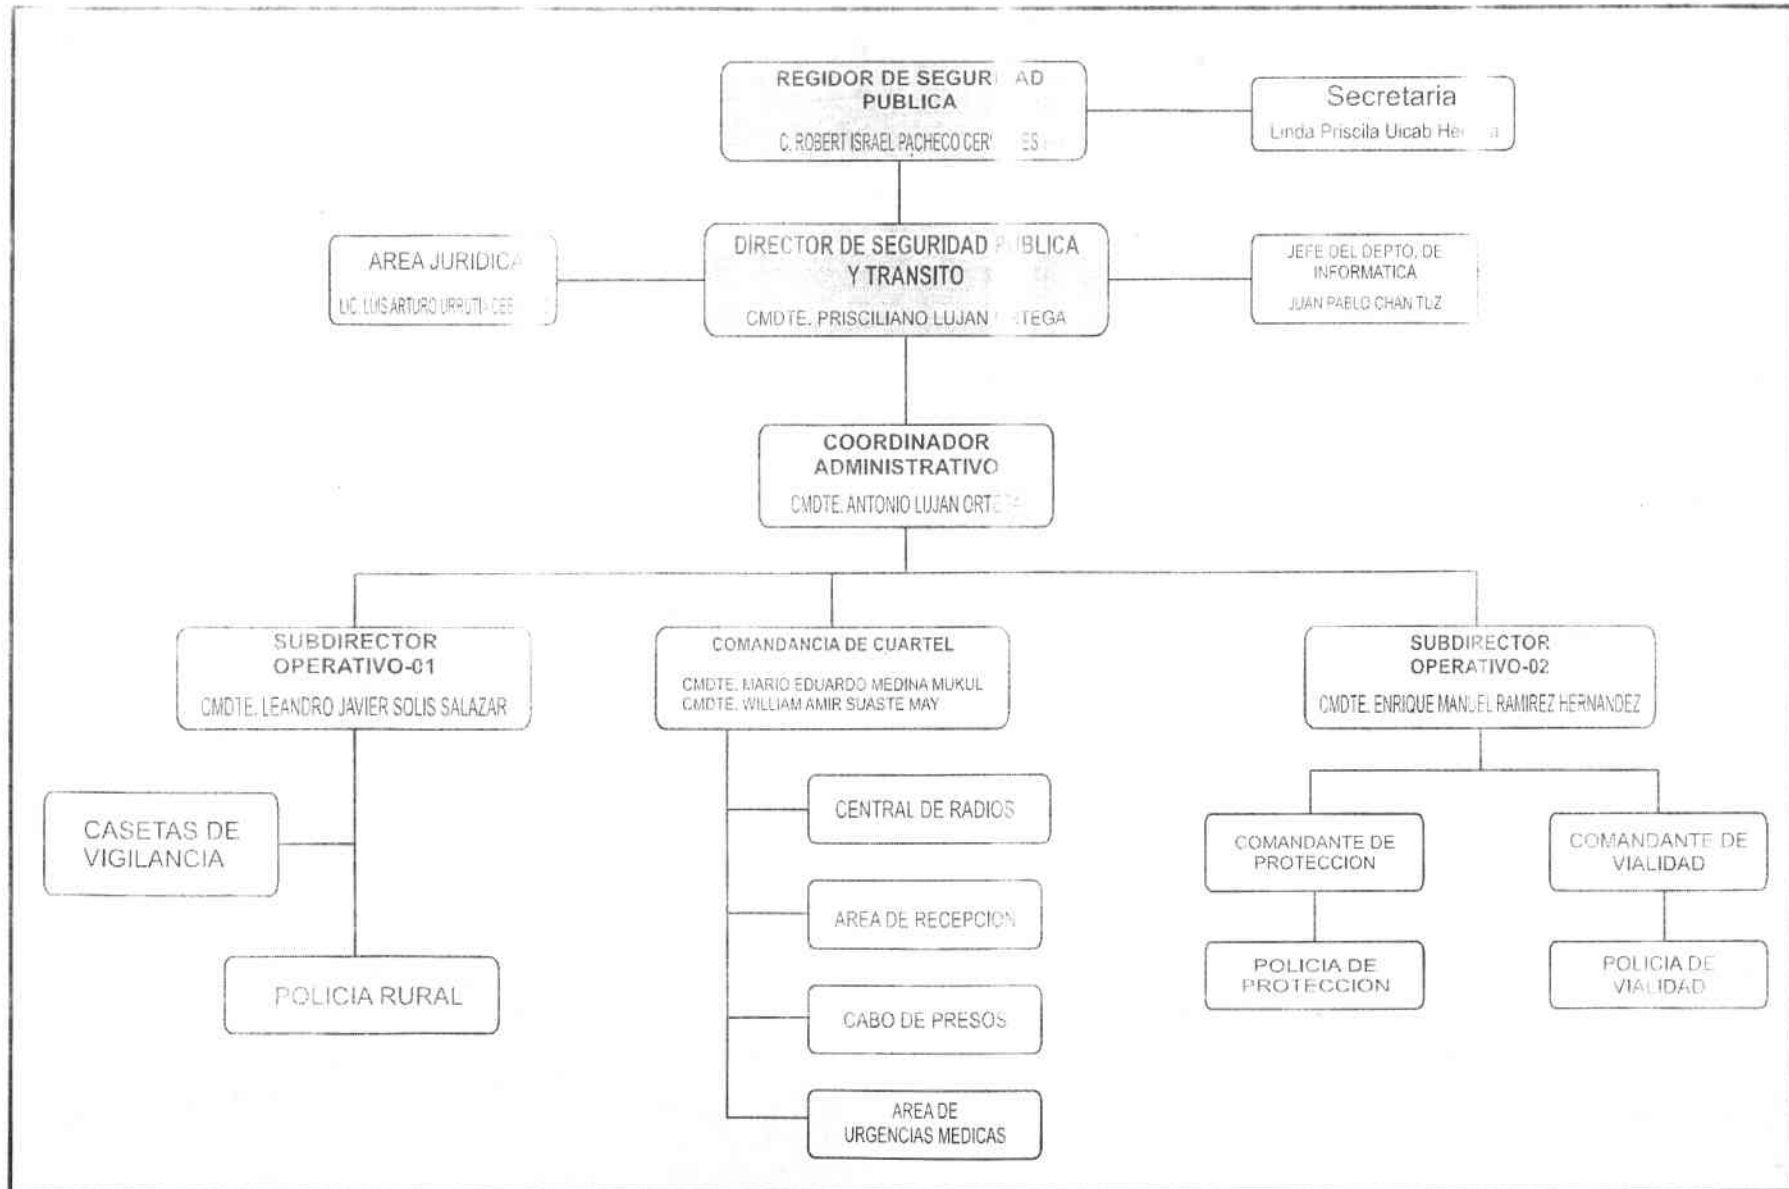 REGIDOR DE SEGURIDAD
PUBLICA
C. ROBERT ISRAEL PACHECO
Secretaria
Linda Priscila Uicab
AREA JURIDICA
LIC. LUIS ARTURO
DIRECTOR DE SEGURIDAD PUBLICA
Y TRANSITO
CMDTE. PRISCILIANO LUJAN ORTEGA
JEFE DEL DEPTO. DE
INFORMATICA
JUAN PABLO CHAN TUZ
COORDINADOR
ADMINISTRATIVO
CMDTE. ANTONIO LUJAN ORTEGA
SUBDIRECTOR
OPERATIVO-01
CMDTE. LEANDRO JAVIER SOLIS SALAZAR
COMANDANCIA DE CUARTEL
CMDTE. MARIO EDUARDO MEDINA MUKUL
CMDTE. WILLIAM AMIR SUASTE MAY
SUBDIRECTOR
OPERATIVO-02
CMDTE. ENRIQUE MANUEL RAMIREZ HERNANDEZ
CASETAS DE
VIGILANCIA
POLICIA RURAL
CENTRAL DE RADIOS
AREA DE RECEPCION
CABO DE PRESOS
AREA DE
URGENCIAS MEDICAS
COMANDANTE DE
PROTECCION
COMANDANTE DE
VIALIDAD
POLICIA DE
PROTECCION
POLICIA DE
VIALIDAD